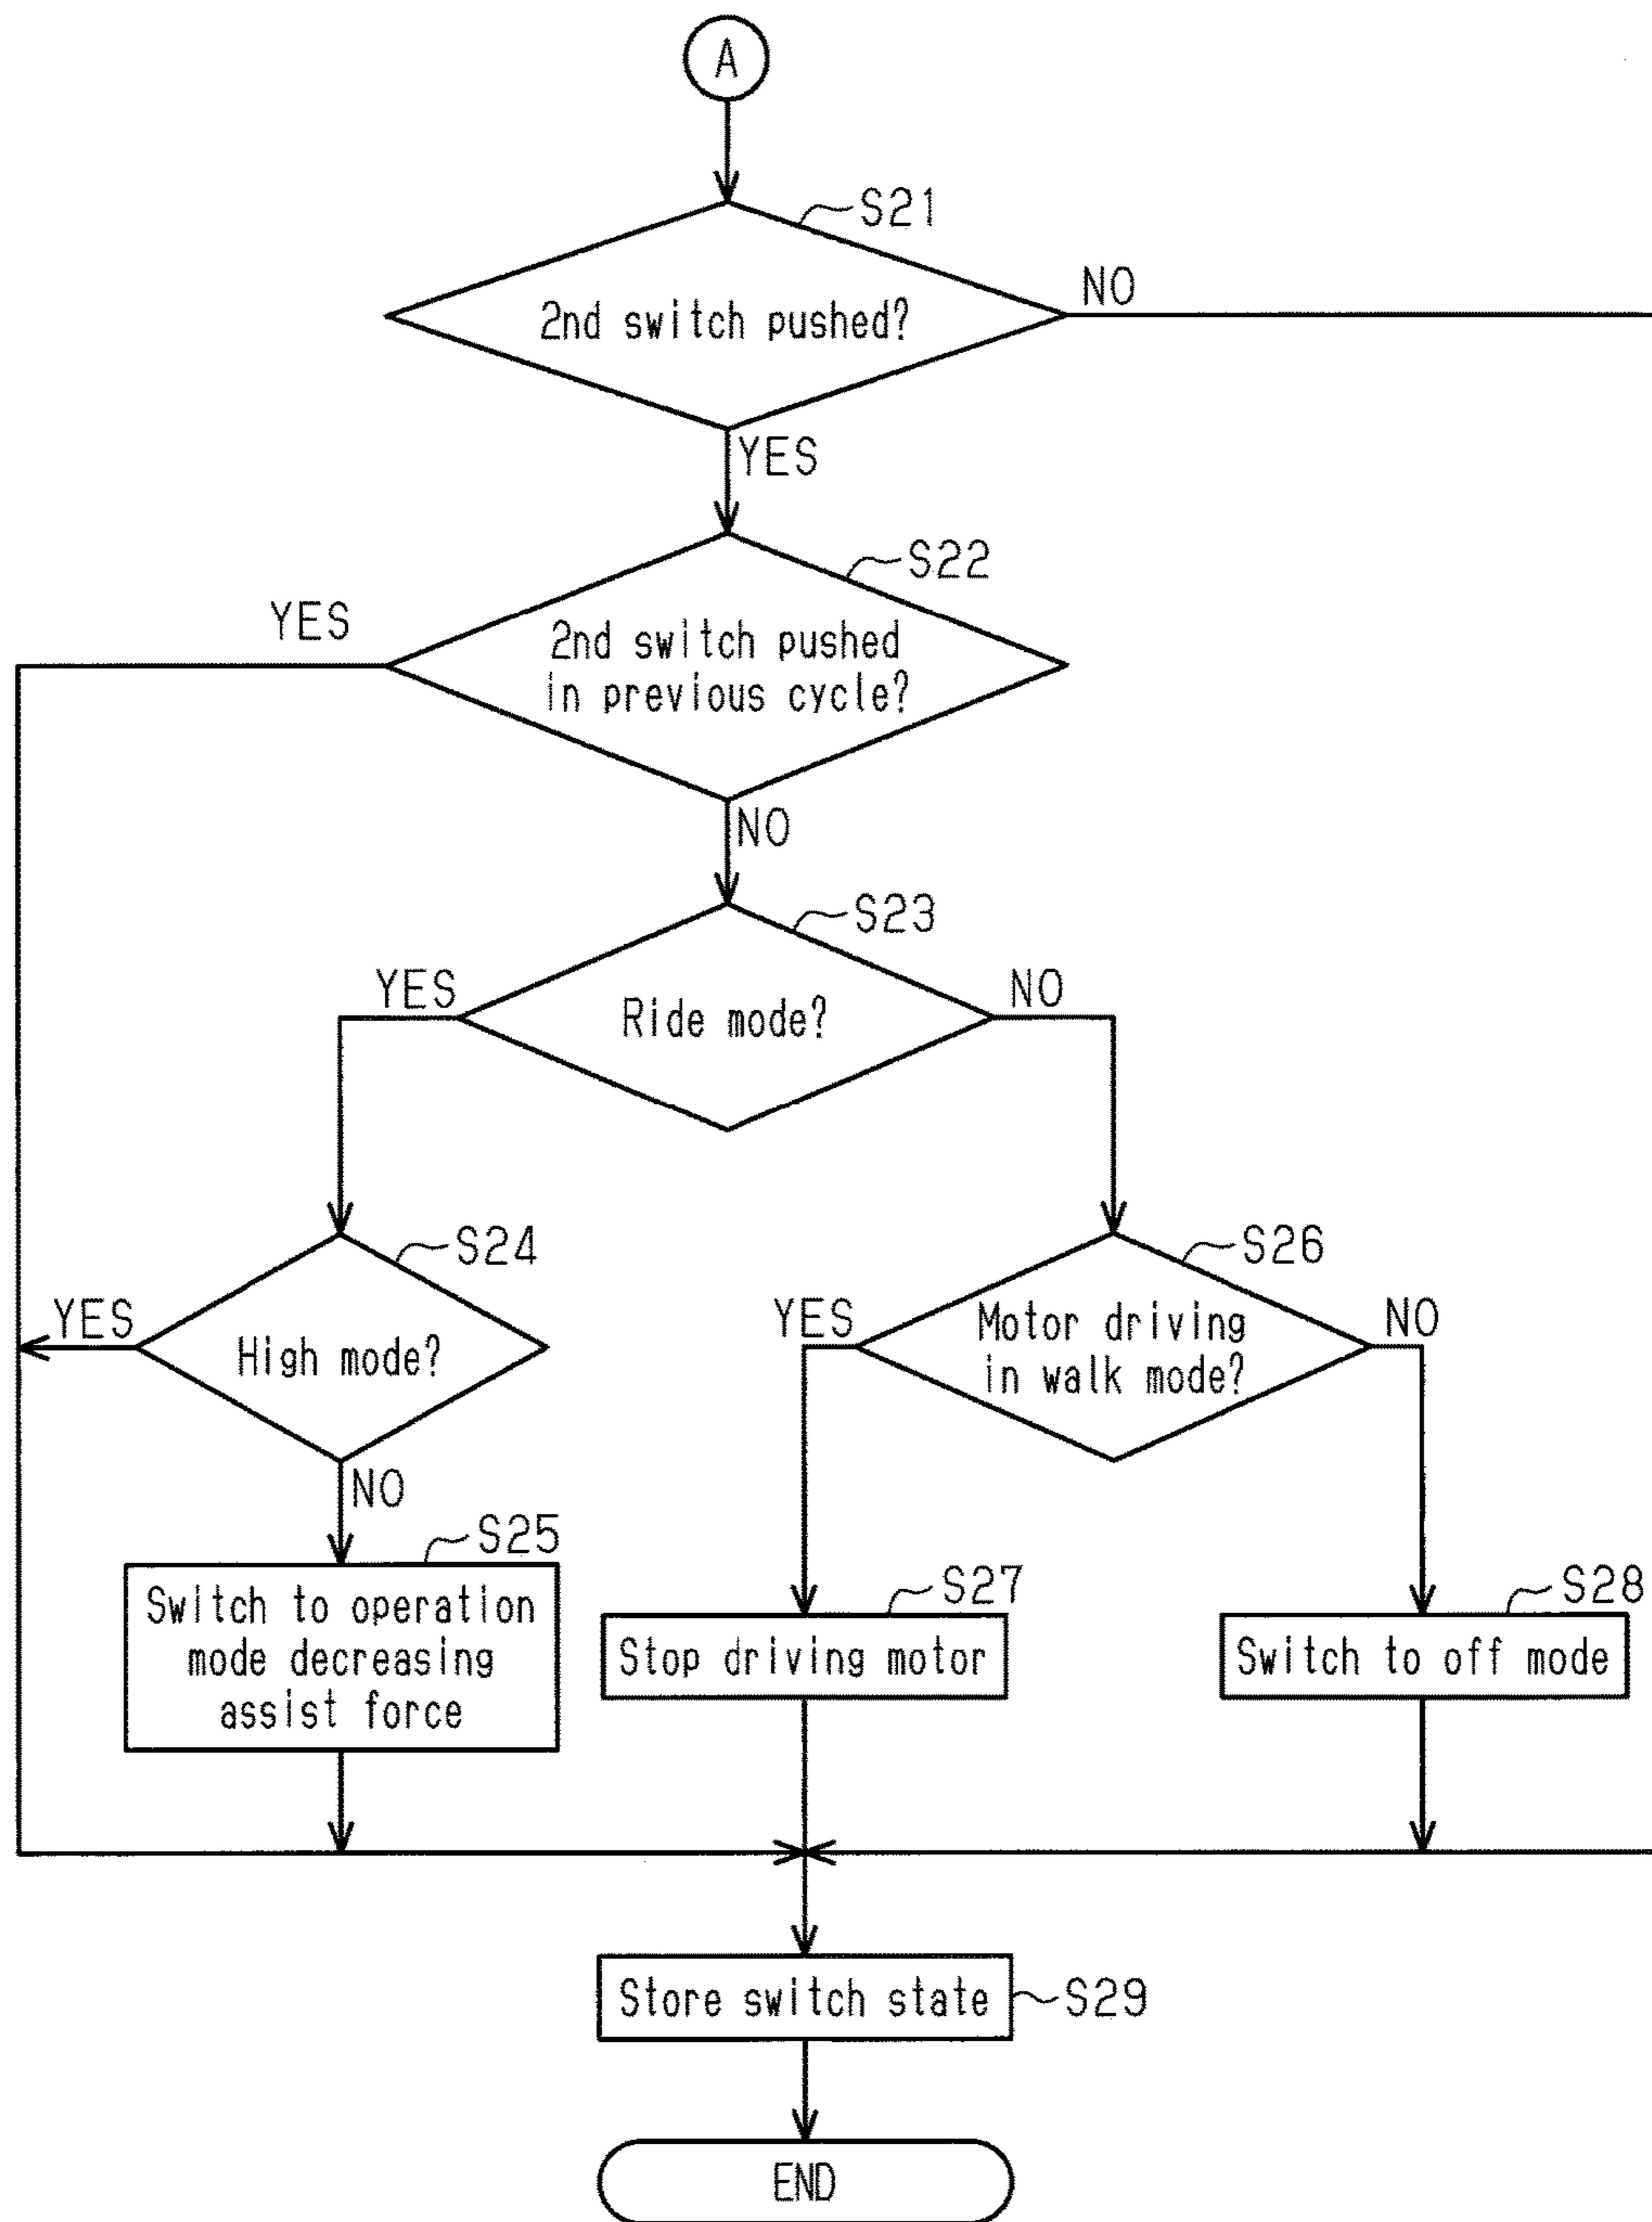 A
S21
2nd switch pushed?
NO
YES
S22
YES
2nd switch pushed
in previous cycle?
NO
S23
YES
Ride mode?
NO
S24
YES
High mode?
NO
S26
YES
Motor driving
in walk mode?
NO
S25
Switch to operation
mode decreasing
assist force
S27
Stop driving motor
S28
Switch to off mode
Store switch state
S29
END